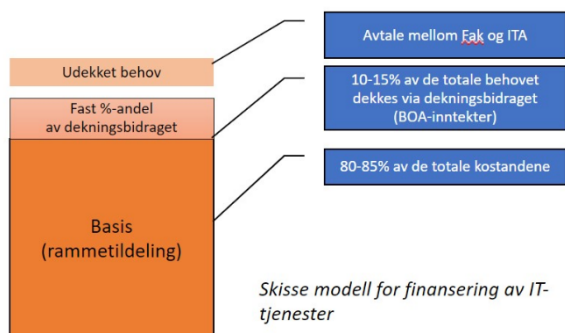 Udekket behov
Fast %-andel
av dekningsbidraget
Basis
(rammetildeling)
Avtale mellom Fak og ITA
10-15% av de totale behovet
dekkes via dekningsbidraget
(BOA-inntekter)
80-85% av de totale kostandene
Skisse modell for finansering av IT-
tjenester